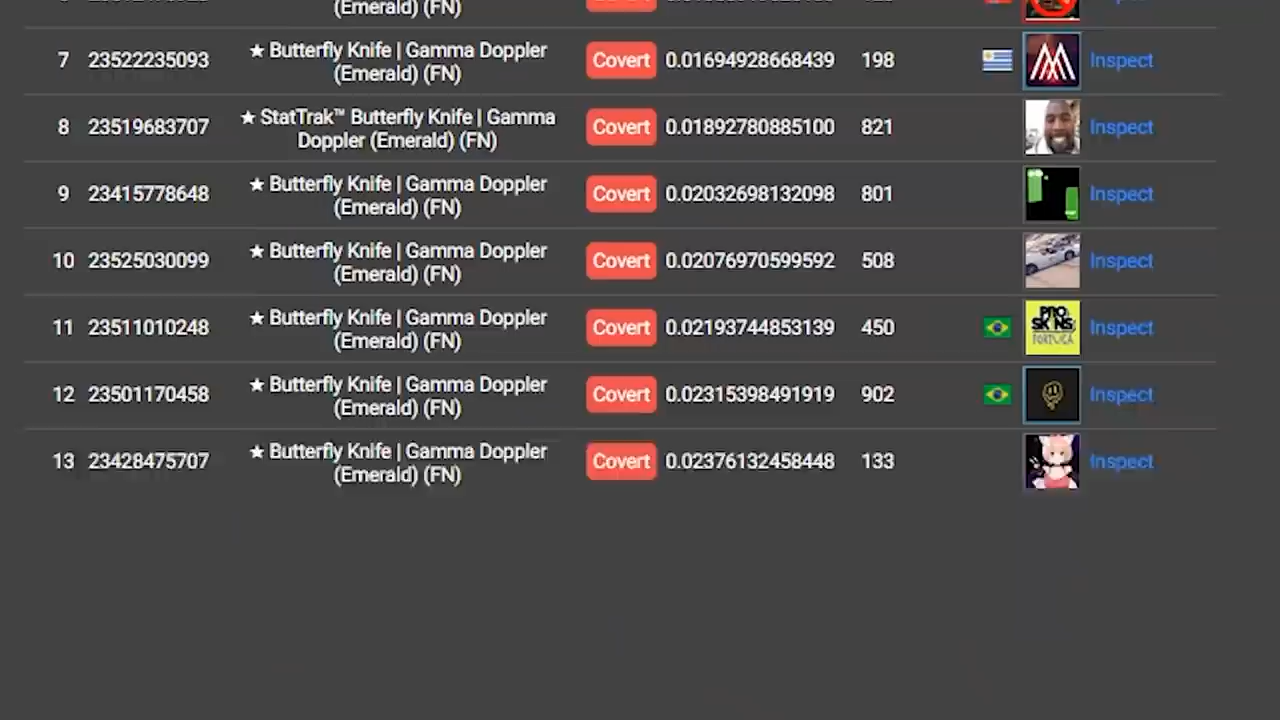 (Emerald) (FN)
7 23522235093 ★ Butterfly Knife | Gamma Doppler (Emerald) (FN) Covert 0.01694928668439 198 Inspect
8 23519683707 ★ StatTrak™ Butterfly Knife | Gamma Doppler (Emerald) (FN) Covert 0.01892780885100 821 Inspect
9 23415778648 ★ Butterfly Knife | Gamma Doppler (Emerald) (FN) Covert 0.02032698132098 801 Inspect
10 23525030099 ★ Butterfly Knife | Gamma Doppler (Emerald) (FN) Covert 0.02076970599592 508 Inspect
11 23511010248 ★ Butterfly Knife | Gamma Doppler (Emerald) (FN) Covert 0.02193744853139 450 PRO SKINS Inspect
12 23501170458 ★ Butterfly Knife | Gamma Doppler (Emerald) (FN) Covert 0.02315398491919 902 Inspect
13 23428475707 ★ Butterfly Knife | Gamma Doppler (Emerald) (FN) Covert 0.02376132458448 133 Inspect